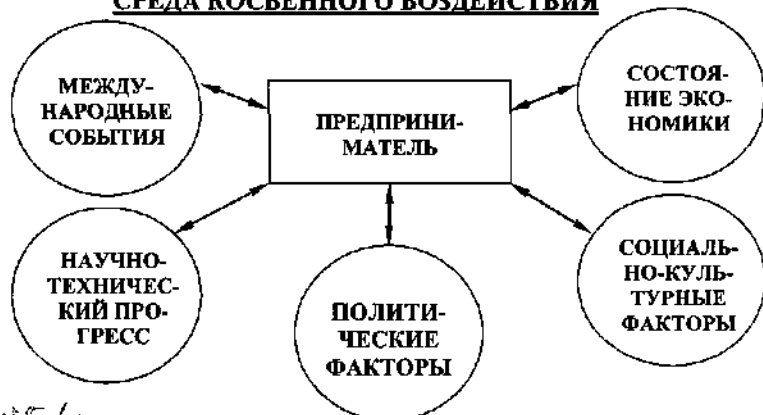 СРЕДА КОСВЕННОГО ВОЗДЕЙСТВИЯ
МЕЖДУ-
НАРОДНЫЕ
СОБЫТИЯ
ПРЕДПРИНИ-
МАТЕЛЬ
СОСТОЯ-
НИЕ ЭКО-
НОМИКИ
НАУЧНО-
ТЕХНИЧЕС-
КИЙ ПРО-
ГРЕСС
ПОЛИТИ-
ЧЕСКИЕ
ФАКТОРЫ
СОЦИАЛЬ-
НО-КУЛЬ-
ТУРНЫЕ
ФАКТОРЫ